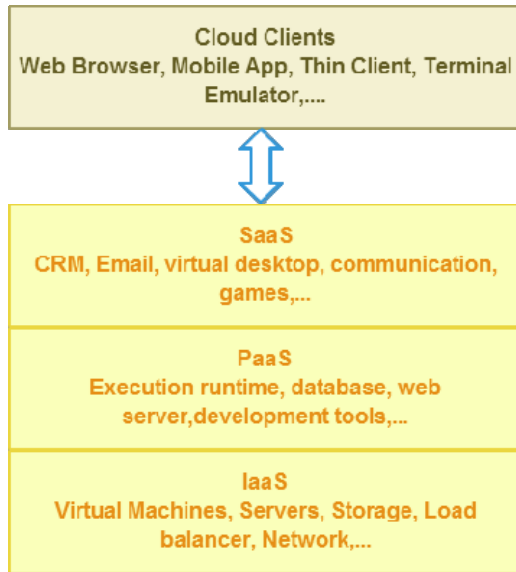 Cloud Clients
Web Browser, Mobile App, Thin Client, Terminal
Emulator,....
SaaS
CRM, Email, virtual desktop, communication,
games,...
PaaS
Execution runtime, database, web
server,development tools,...
IaaS
Virtual Machines, Servers, Storage, Load
balancer, Network,...